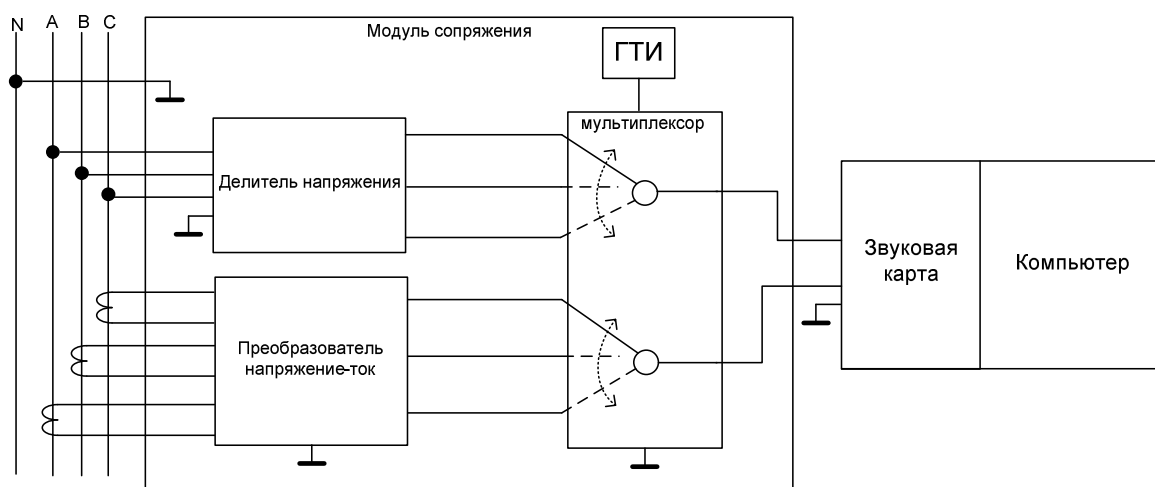 N A B C
Модуль сопряжения
ГТИ
мультиплексор
Делитель напряжения
Звуковая
карта
Компьютер
Преобразователь
напряжение-ток